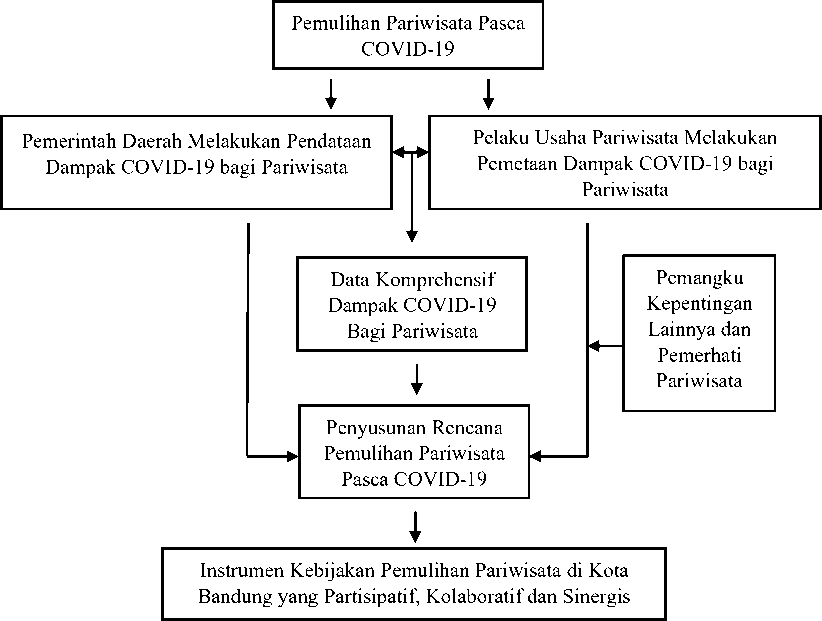 Pemulihan Pariwisata Pasca
COVID-19
Pemerintah Daerah Melakukan Pendataan
Dampak COVID-19 bagi Pariwisata
Pelaku Usaha Pariwisata Melakukan
Pemetaan Dampak COVID-19 bagi
Pariwisata
Data Komprehensif
Dampak COVID-19
Bagi Pariwisata
Pemangku
Kepentingan
Lainnya dan
Pemerhati
Pariwisata
Penyusunan Rencana
Pemulihan Pariwisata
Pasca COVID-19
Instrumen Kebijakan Pemulihan Pariwisata di Kota
Bandung yang Partisipatif, Kolaboratif dan Sinergis